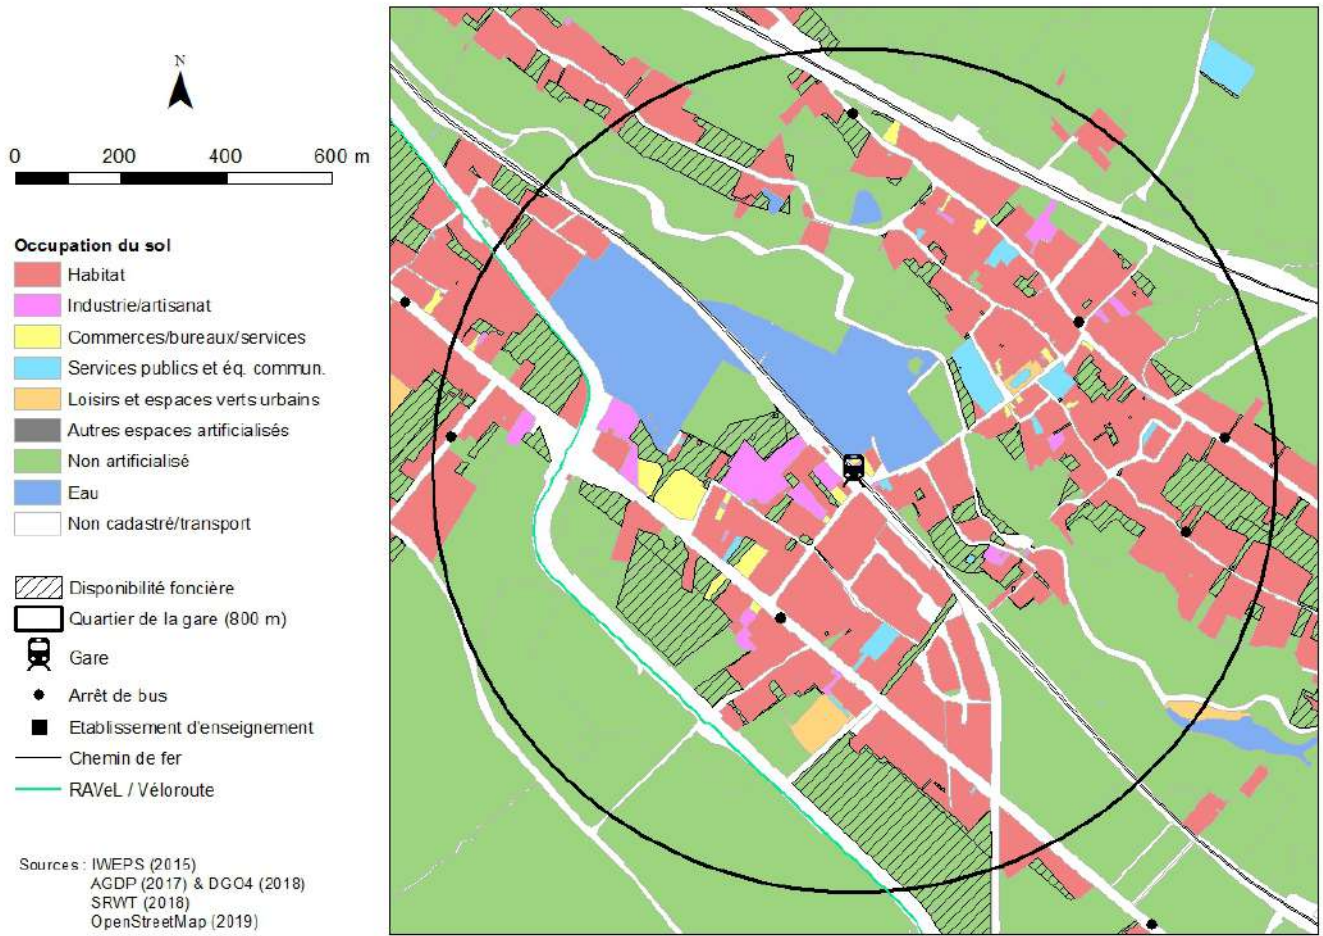 N
0 200 400 600 m
Occupation du sol
Habitat
Industrie/artisanat
Commerces/bureaux/services
Services publics et éq. commun.
Loisirs et espaces verts urbains
Autres espaces artificialisés
Non artificialisé
Eau
Non cadastré/transport
Disponibilité foncière
Quartier de la gare (800 m)
Gare
Arrêt de bus
Etablissement d'enseignement
Chemin de fer
RAVeL / Véloroute
Sources : IWEPS (2015)
AGDP (2017) & DGO4 (2018)
SRWT (2018)
OpenStreetMap (2019)